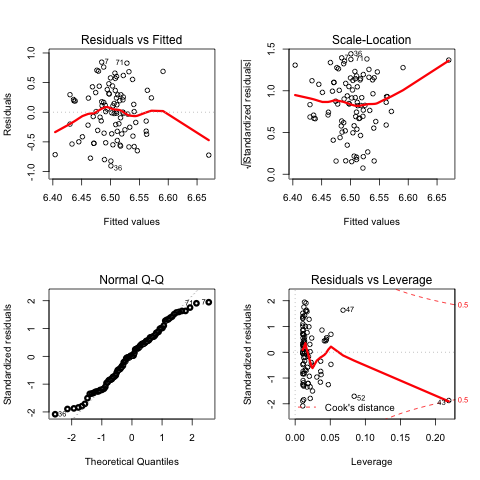 Residuals vs Fitted
Residuals
-1.0 -0.5 0.0 0.5 1.0
7 71
36
6.40 6.45 6.50 6.55 6.60 6.65
Fitted values
Scale-Location
√|Standardized residuals|
0.0 0.5 1.0 1.5
36
71
6.40 6.45 6.50 6.55 6.60 6.65
Fitted values
Normal Q-Q
Standardized residuals
-2 -1 0 1 2
71 7
36
-2 -1 0 1 2
Theoretical Quantiles
Residuals vs Leverage
Standardized residuals
-2 -1 0 1 2
0.5
47
52
43
0.5
Cook's distance
0.00 0.05 0.10 0.15 0.20
Leverage